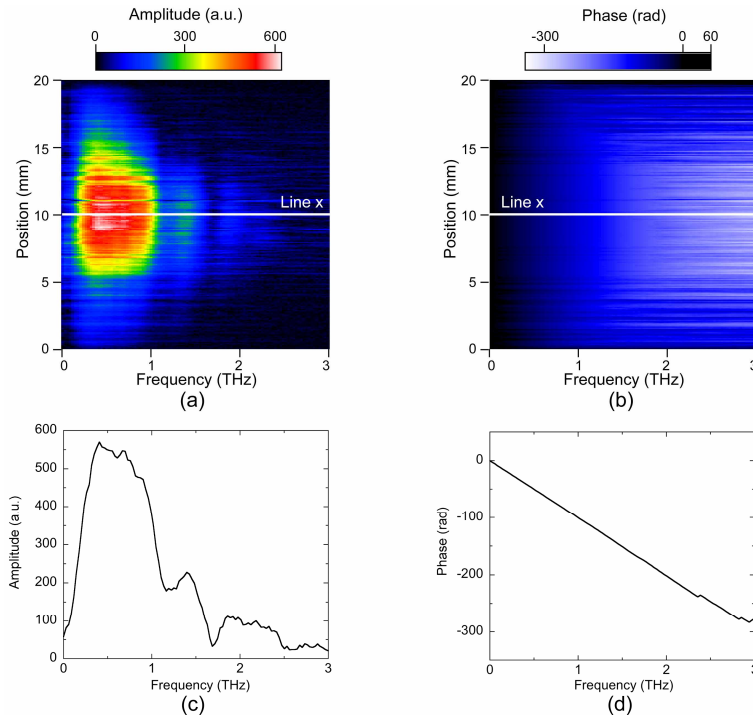 Amplitude (a.u.)
0 300 600
Position (mm)
20
15
10
5
0
Line x
0 1 2 3
Frequency (THz)
(a)
Phase (rad)
-300 0 60
Position (mm)
20
15
10
5
0
Line x
0 1 2 3
Frequency (THz)
(b)
Amplitude (a.u.)
600
500
400
300
200
100
0
0 1 2 3
Frequency (THz)
(c)
Phase (rad)
0
-100
-200
-300
0 1 2 3
Frequency (THz)
(d)